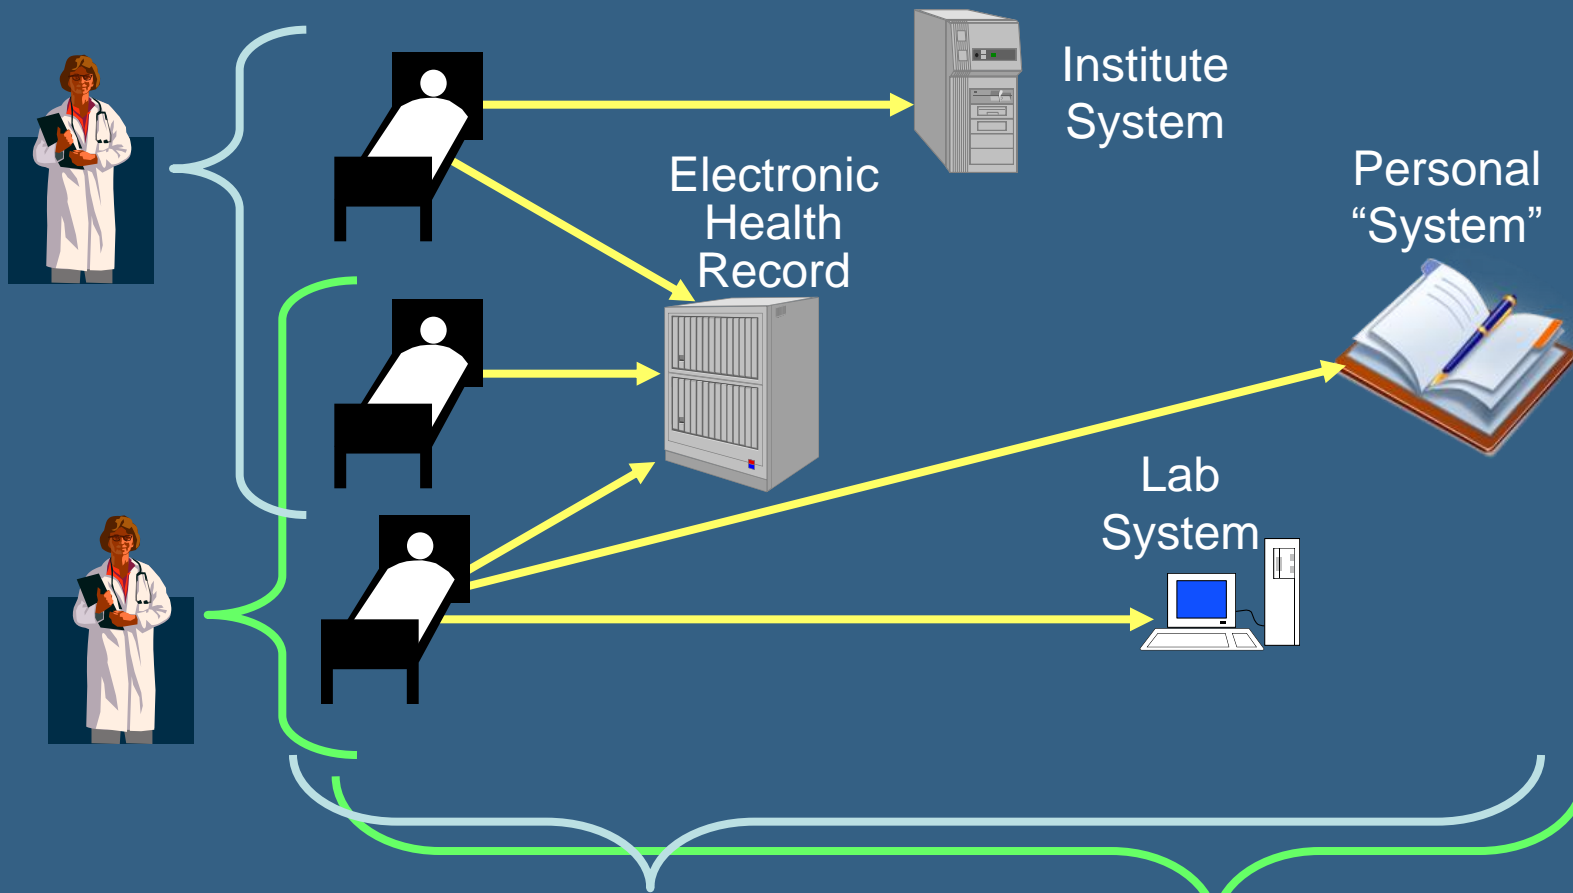 Institute
System
Electronic
Health
Record
Personal
“System”
Lab
System